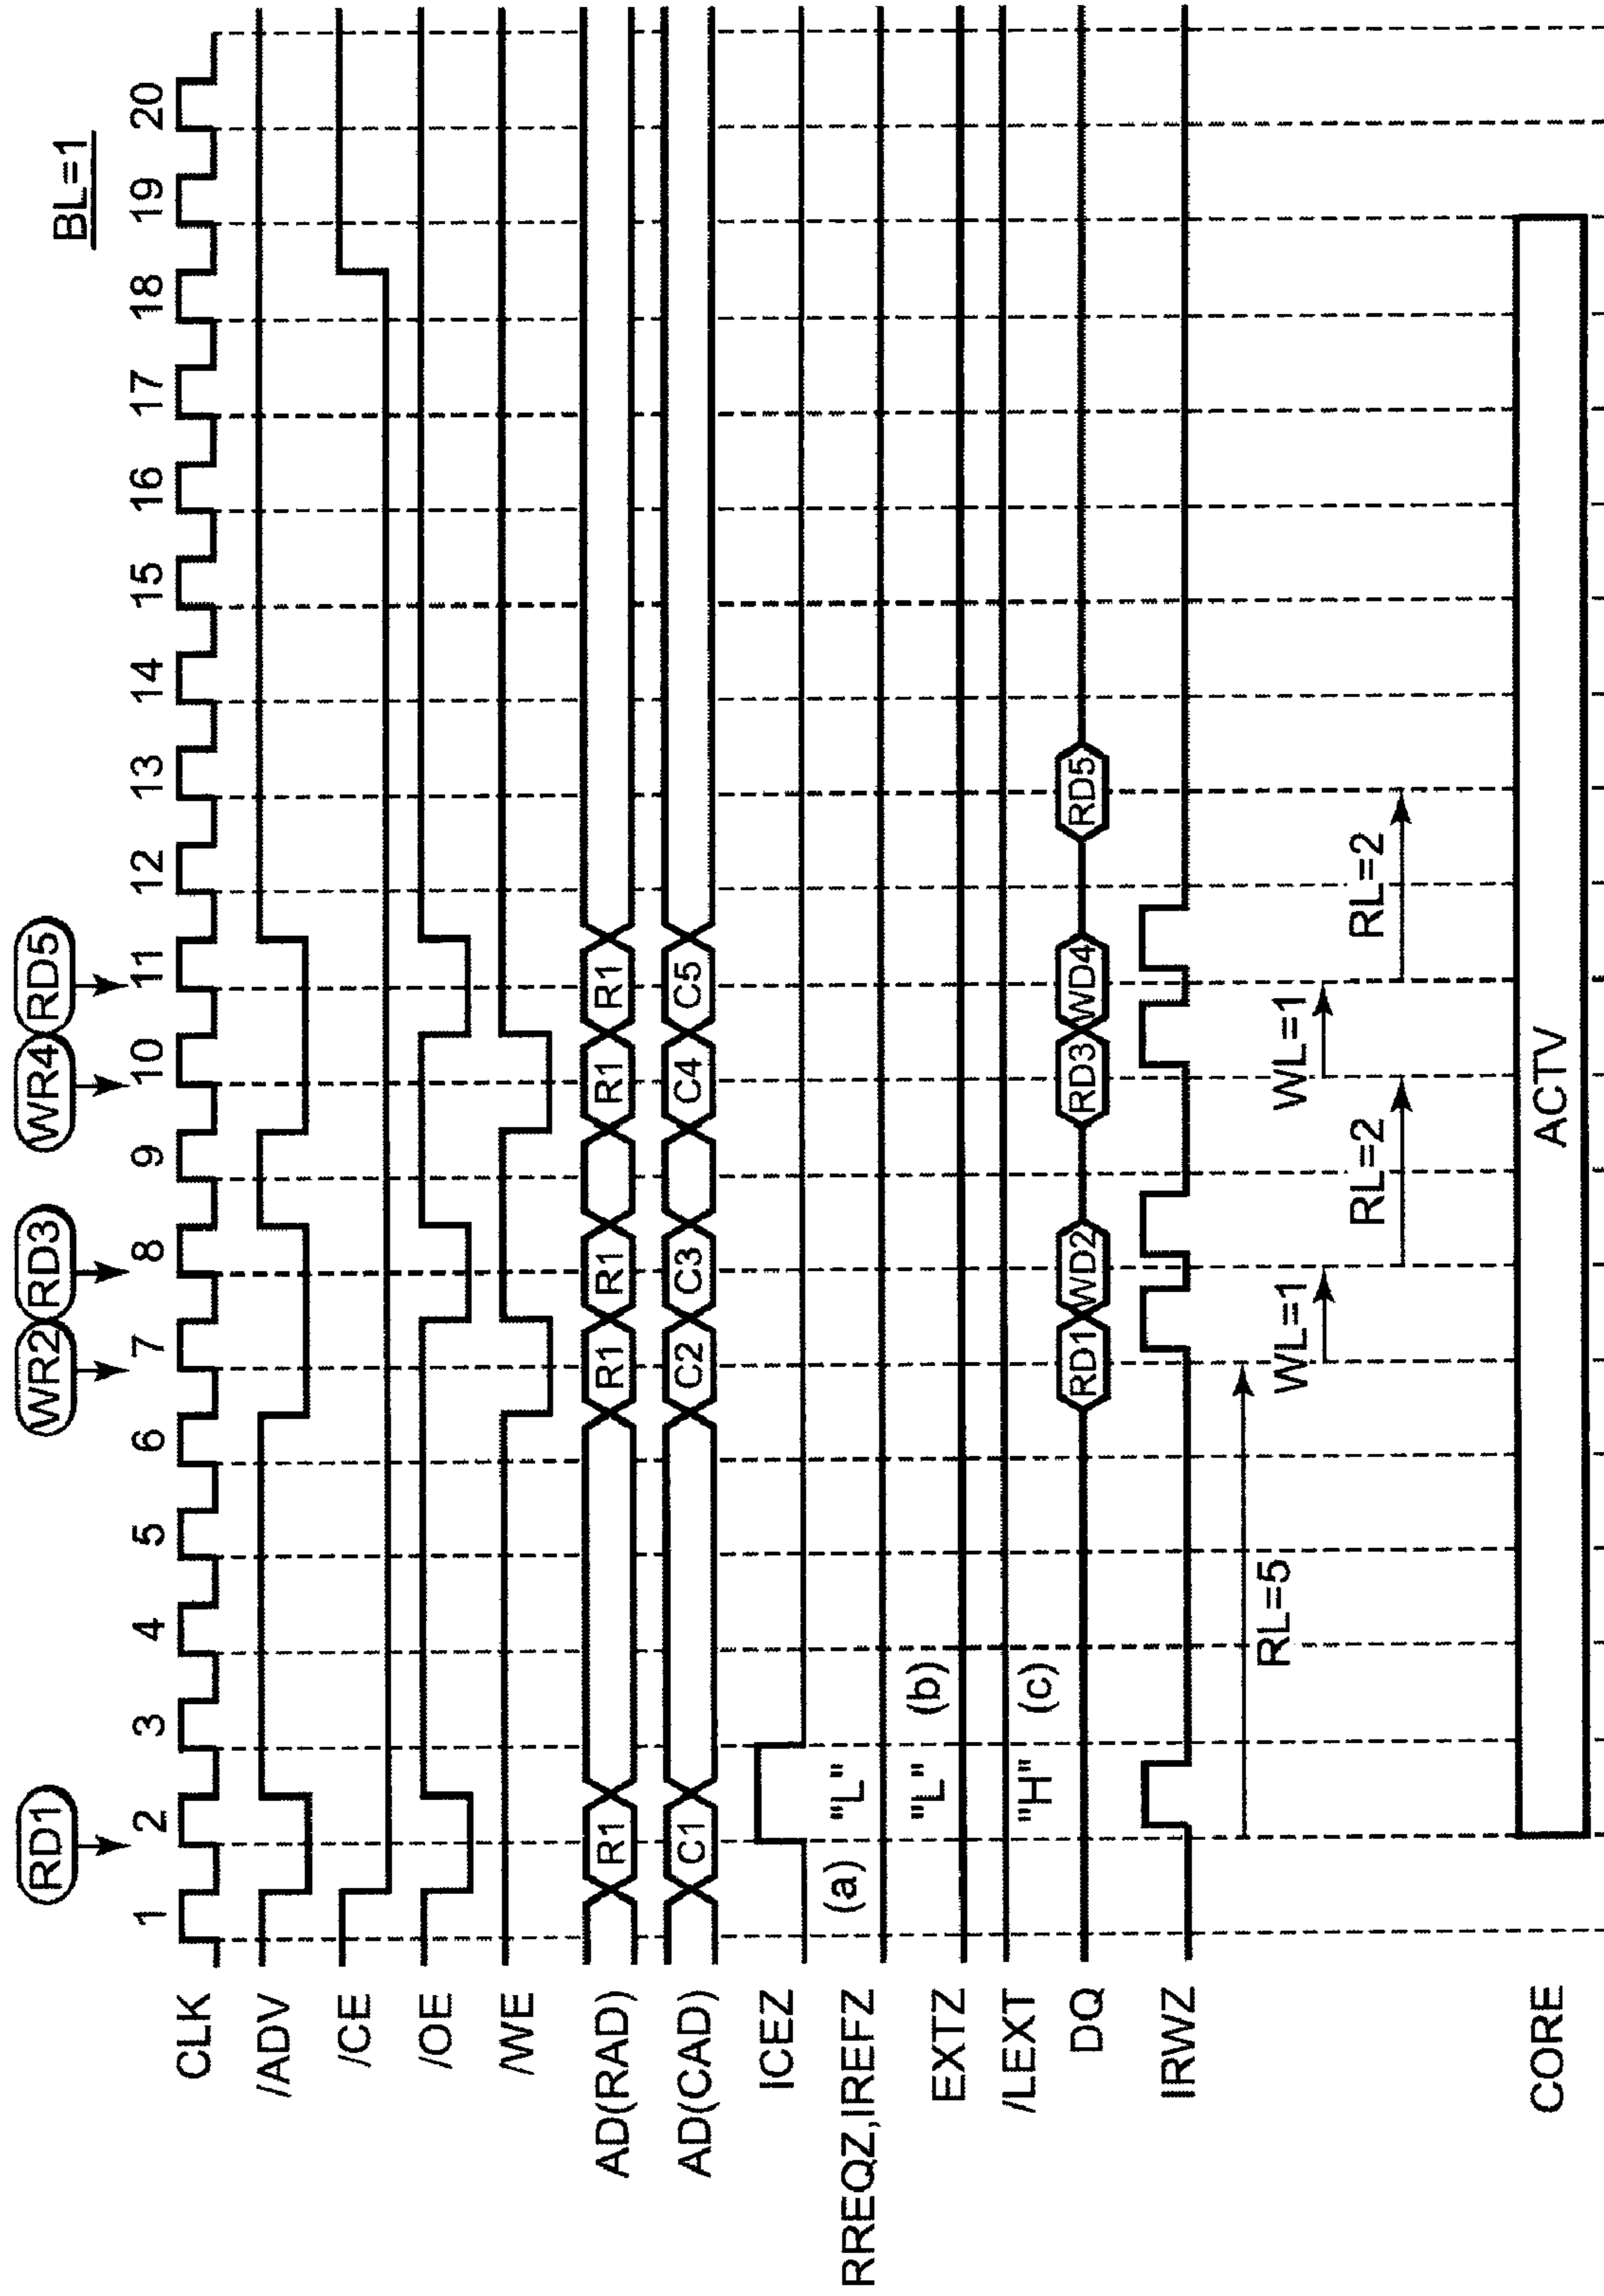 BL=1
RD1 WR2 RD3 WR4 RD5
1 2 3 4 5 6 7 8 9 10 11 12 13 14 15 16 17 18 19 20
CLK
/ADV
/CE
/OE
/WE
AD(RAD) R1 R1 R1 R1 R1
AD(CAD) C1 C2 C3 C4 C5
ICEZ
RREQZ,IREFZ (a) "L"
EXTZ "L" (b)
/LEXT "H" (c)
DQ RD1 WD2 RD3 WD4 RD5
IRWZ
RL=5
WL=1 WL=1
RL=2 RL=2
CORE ACTV